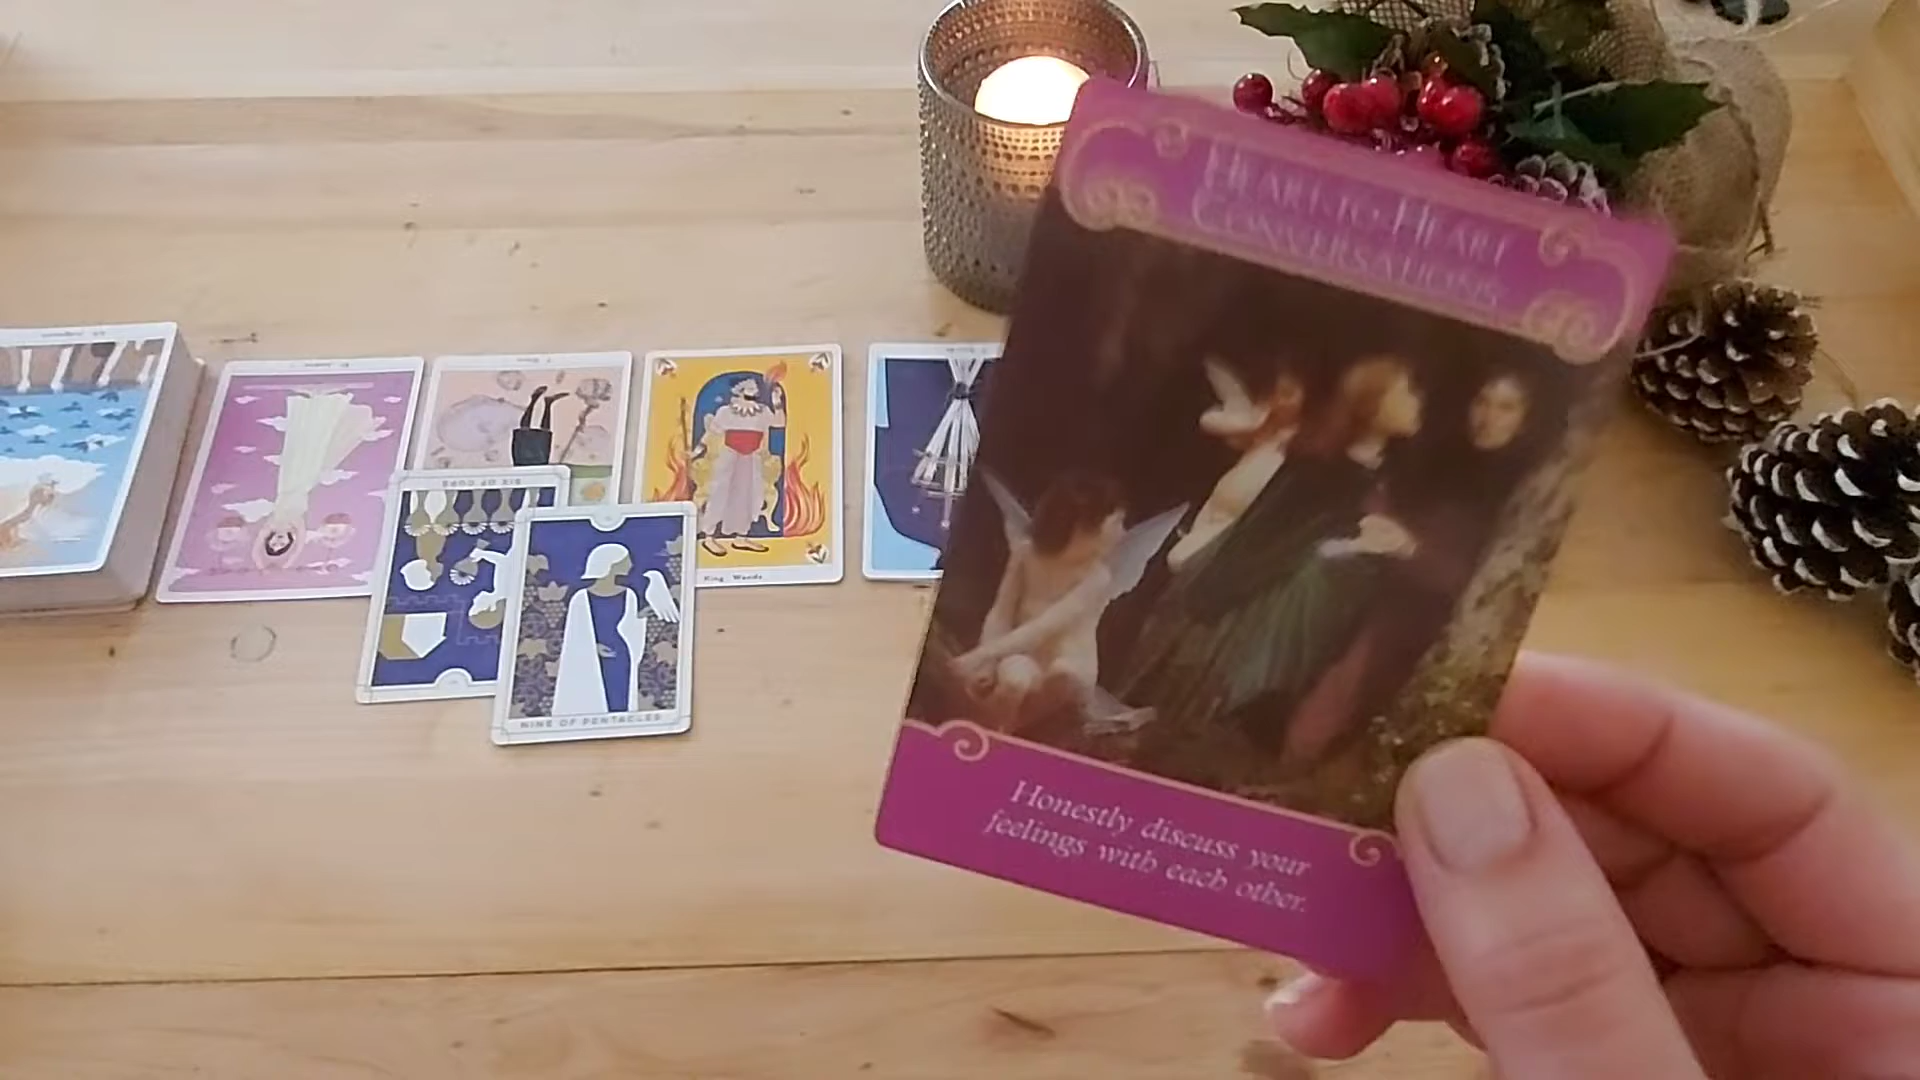 HEART-TO-HEART
CONVERSATIONS
King Wands
SIX OF CUPS
NINE OF PENTACLES
Honestly discuss your
feelings with each other.